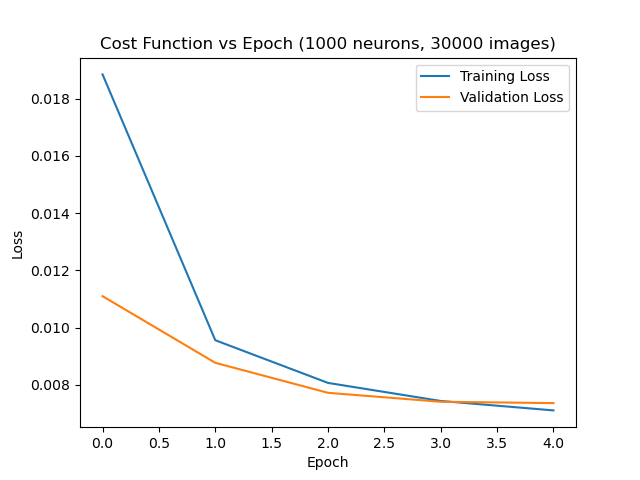 Cost Function vs Epoch (1000 neurons, 30000 images)
Training Loss
Validation Loss
0.018
0.016
0.014
0.012
0.010
0.008
Loss
0.0 0.5 1.0 1.5 2.0 2.5 3.0 3.5 4.0
Epoch